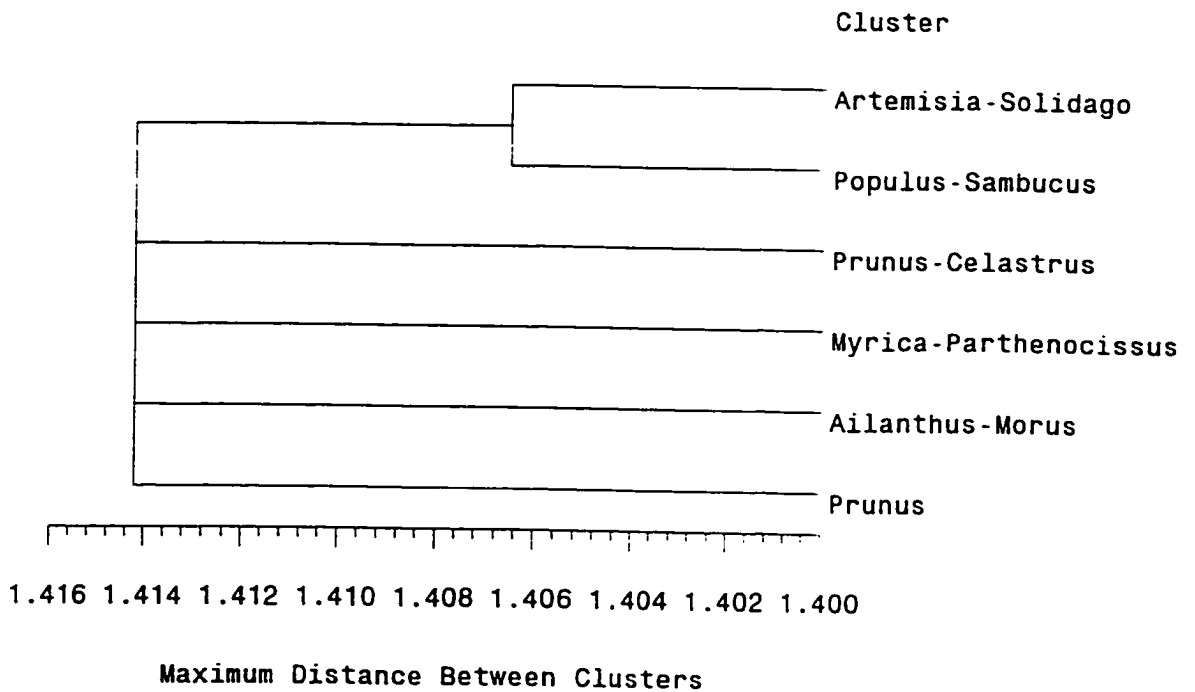 Cluster
Artemisia-Solidago
Populus-Sambucus
Prunus-Celastrus
Myrica-Parthenocissus
Ailanthus-Morus
Prunus
1.416 1.414 1.412 1.410 1.408 1.406 1.404 1.402 1.400
Maximum Distance Between Clusters